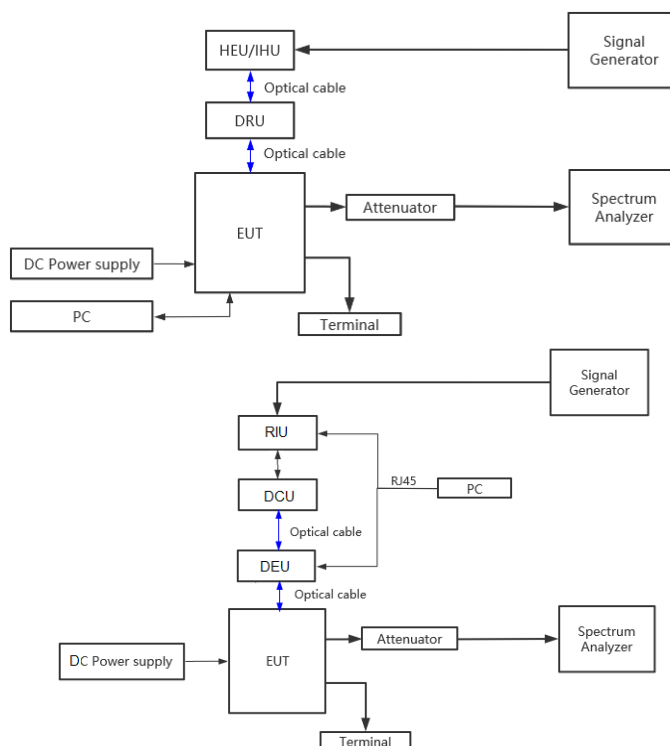 HEU/IHU
Signal
Generator
Optical cable
DRU
Optical cable
EUT
Attenuator
Spectrum
Analyzer
DC Power supply
PC
Terminal
Signal
Generator
RIU
RJ45
PC
DCU
Optical cable
DEU
Optical cable
EUT
Attenuator
Spectrum
Analyzer
DC Power supply
Terminal